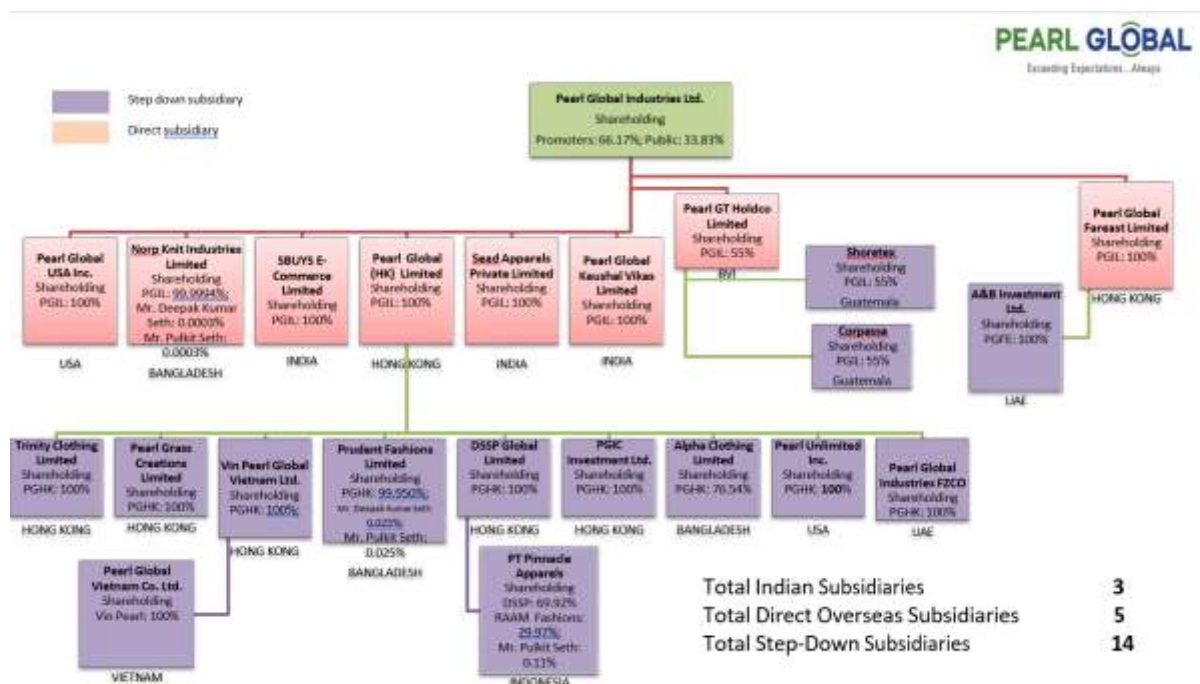 PEARL GLOBAL
Exceeding Expectations...Always
Step down subsidiary
Direct subsidiary
Pearl Global Industries Ltd.
Shareholding
Promoters: 66.17%; Public: 33.83%
Pearl Global
USA Inc.
Shareholding
PGIL: 100%
USA
Norp Knit Industries
Limited
Shareholding
PGIL: 99.9994%;
Mr. Deepak Kumar
Seth: 0.0003%
Mr. Pulkit Seth:
0.0003%
BANGLADESH
SBUYS E-
Commerce
Limited
Shareholding
PGIL: 100%
INDIA
Pearl Global
(HK) Limited
Shareholding
PGIL: 100%
HONG KONG
Sead Apparels
Private Limited
Shareholding
PGIL: 100%
INDIA
Pearl Global
Kaushal Vikas
Limited
Shareholding
PGIL: 100%
INDIA
Pearl GT Holdco
Limited
Shareholding
PGIL: 55%
BVI
Shoretex
Shareholding
PGIL: 55%
Guatemala
Corpassa
Shareholding
PGIL: 55%
Guatemala
Pearl Global
Fareast Limited
Shareholding
PGIL: 100%
HONG KONG
A&B Investment
Ltd.
Shareholding
PGFE: 100%
UAE
Trinity Clothing
Limited
Shareholding
PGHK: 100%
HONG KONG
Pearl Grass
Creations
Limited
Shareholding
PGHK: 100%
HONG KONG
Vin Pearl Global
Vietnam Ltd.
Shareholding
PGHK: 100%;
HONG KONG
Prudent Fashions
Limited
Shareholding
PGHK: 99.950%;
Mr. Deepak Kumar Seth
0.025%
Mr. Pulkit Seth:
0.025%
BANGLADESH
DSSP Global
Limited
Shareholding
PGHK: 100%
HONG KONG
PGIC
Investment Ltd.
Shareholding
PGHK: 100%
HONG KONG
Alpha Clothing
Limited
Shareholding
PGHK: 76.54%
BANGLADESH
Pearl Unlimited
Inc.
Shareholding
PGHK: 100%
USA
Pearl Global
Industries FZCO
Shareholding
PGHK: 100%
UAE
Pearl Global
Vietnam Co. Ltd.
Shareholding
Vin Pearl: 100%
VIETNAM
PT Pinnacle
Apparels
Shareholding
DSSP: 69.92%
RAAM Fashions:
29.97%;
Mr. Pulkit Seth:
0.11%
INDONESIA
Total Indian Subsidiaries 3
Total Direct Overseas Subsidiaries 5
Total Step-Down Subsidiaries 14